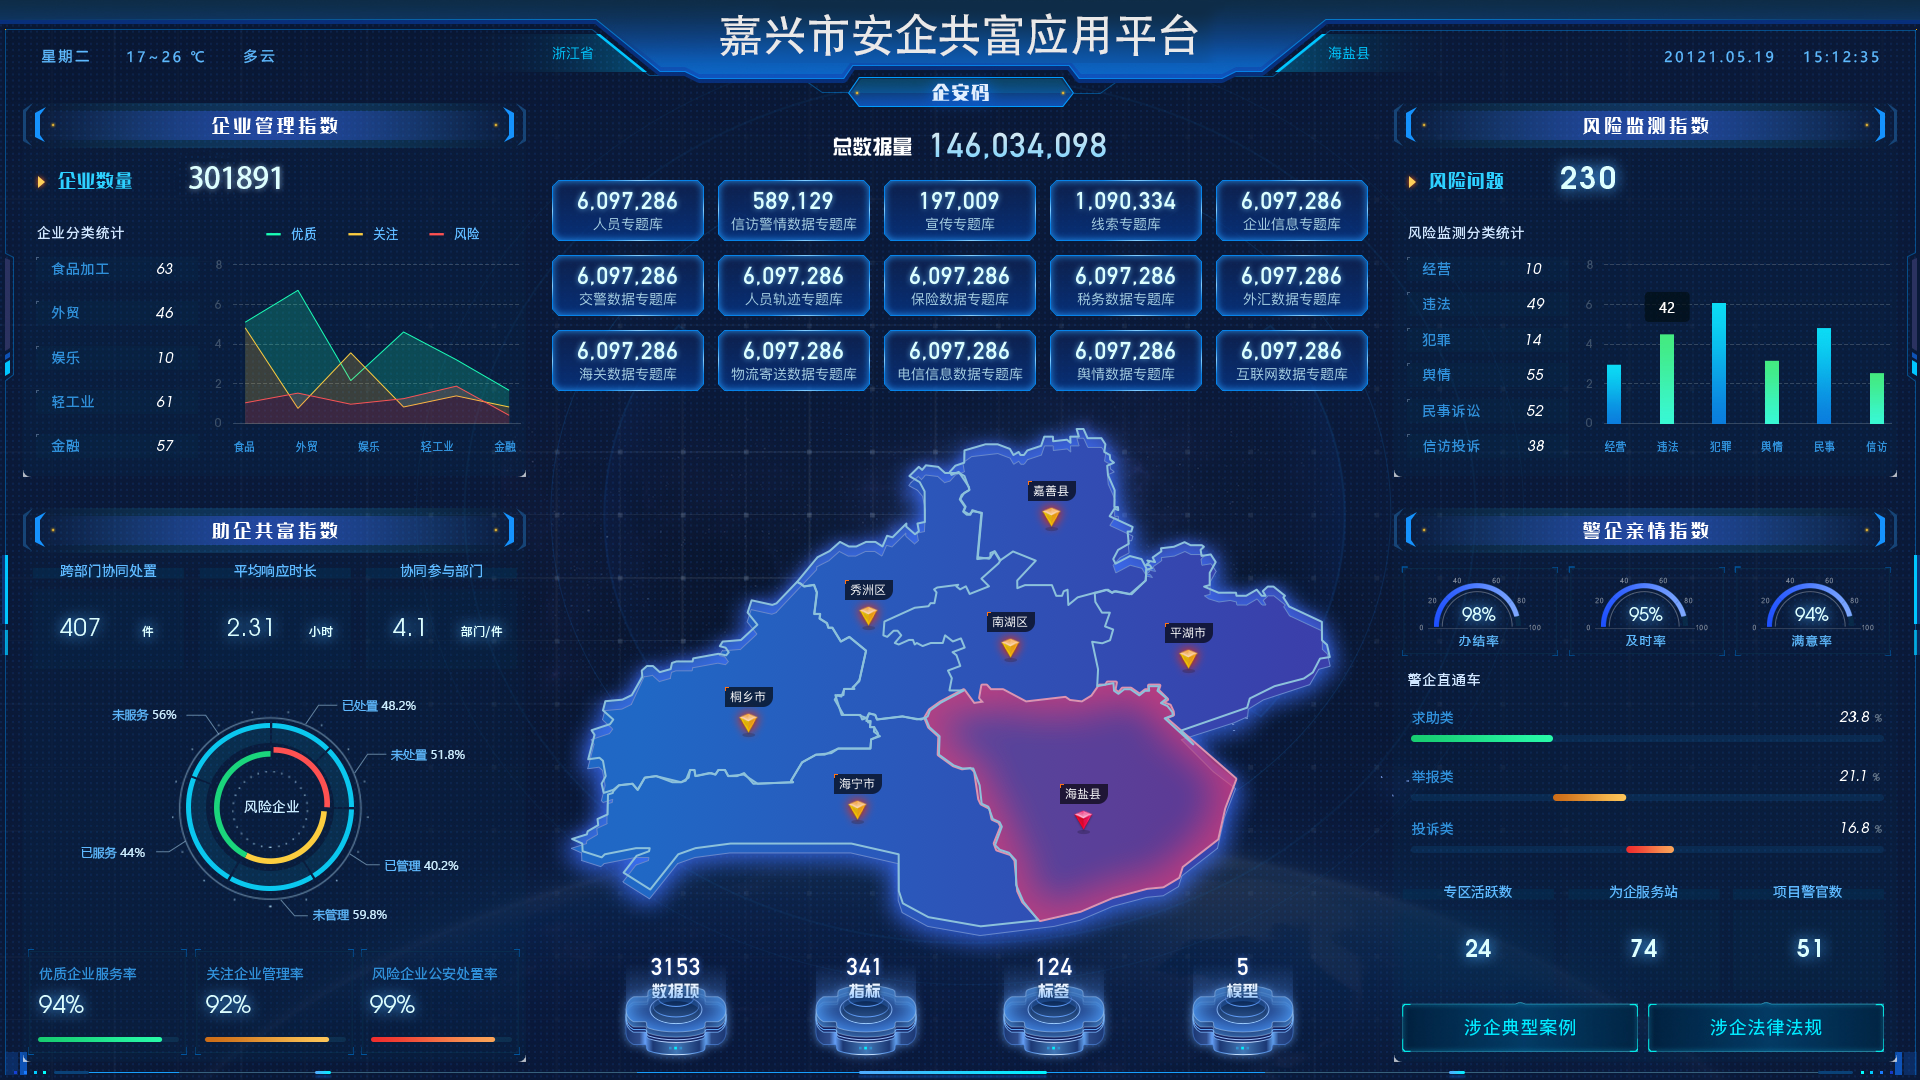 嘉兴市安企共富应用平台
星期二 17~26 ℃ 多云
浙江省
海盐县
20121.05.19 15:12:35
企安码
总数据量 146,034,098
6,097,286
人员专题库
589,129
信访警情数据专题库
197,009
宣传专题库
1,090,334
线索专题库
6,097,286
企业信息专题库
6,097,286
交警数据专题库
6,097,286
人员轨迹专题库
6,097,286
保险数据专题库
6,097,286
税务数据专题库
6,097,286
外汇数据专题库
6,097,286
海关数据专题库
6,097,286
物流寄送数据专题库
6,097,286
电信信息数据专题库
6,097,286
舆情数据专题库
6,097,286
互联网数据专题库
企业管理指数
企业数量 301891
企业分类统计
优质 关注 风险
食品加工 63
外贸 46
娱乐 10
轻工业 61
金融 57
8
6
4
2
0
食品 外贸 娱乐 轻工业 金融
助企共富指数
跨部门协同处置
407 件
平均响应时长
2.31 小时
协同参与部门
4.1 部门/件
未服务 56%
已处置 48.2%
未处置 51.8%
风险企业
已服务 44%
已管理 40.2%
未管理 59.8%
优质企业服务率
94%
关注企业管理率
92%
风险企业公安处置率
99%
嘉善县
秀洲区
南湖区
平湖市
桐乡市
海宁市
海盐县
3153
数据项
341
指标
124
标签
5
模型
风险监测指数
风险问题 230
风险监测分类统计
经营 10
违法 49
犯罪 14
舆情 55
民事诉讼 52
信访投诉 38
8
6
4
2
0
42
经营 违法 犯罪 舆情 民事 信访
警企亲情指数
0 20 40 60 80 100
98%
办结率
0 20 40 60 80 100
95%
及时率
0 20 40 60 80 100
94%
满意率
警企直通车
求助类 23.8 %
举报类 21.1 %
投诉类 16.8 %
专区活跃数
24
为企服务站
74
项目警官数
51
涉企典型案例
涉企法律法规